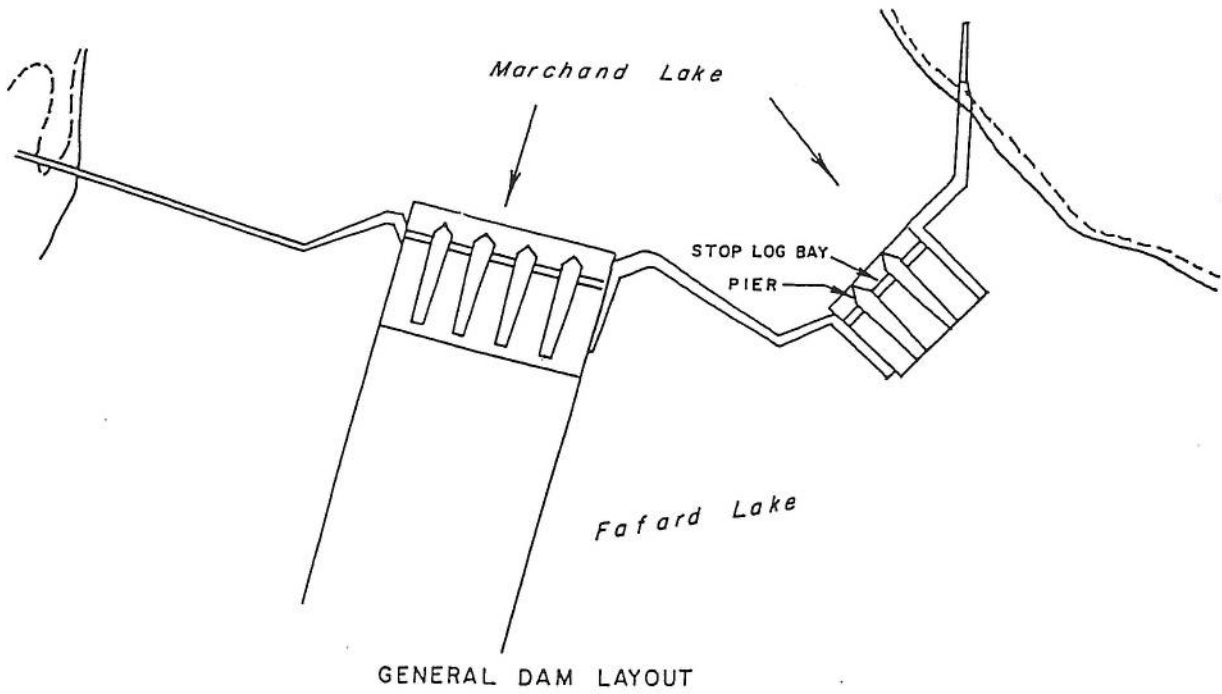 Marchand Lake
STOP LOG BAY
PIER
Fafard Lake
GENERAL DAM LAYOUT